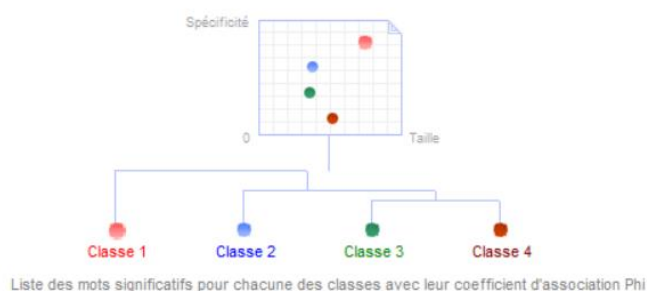 Spécificité
0
Taille
Classe 1 Classe 2 Classe 3 Classe 4
Liste des mots significatifs pour chacune des classes avec leur coefficient d'association Phi